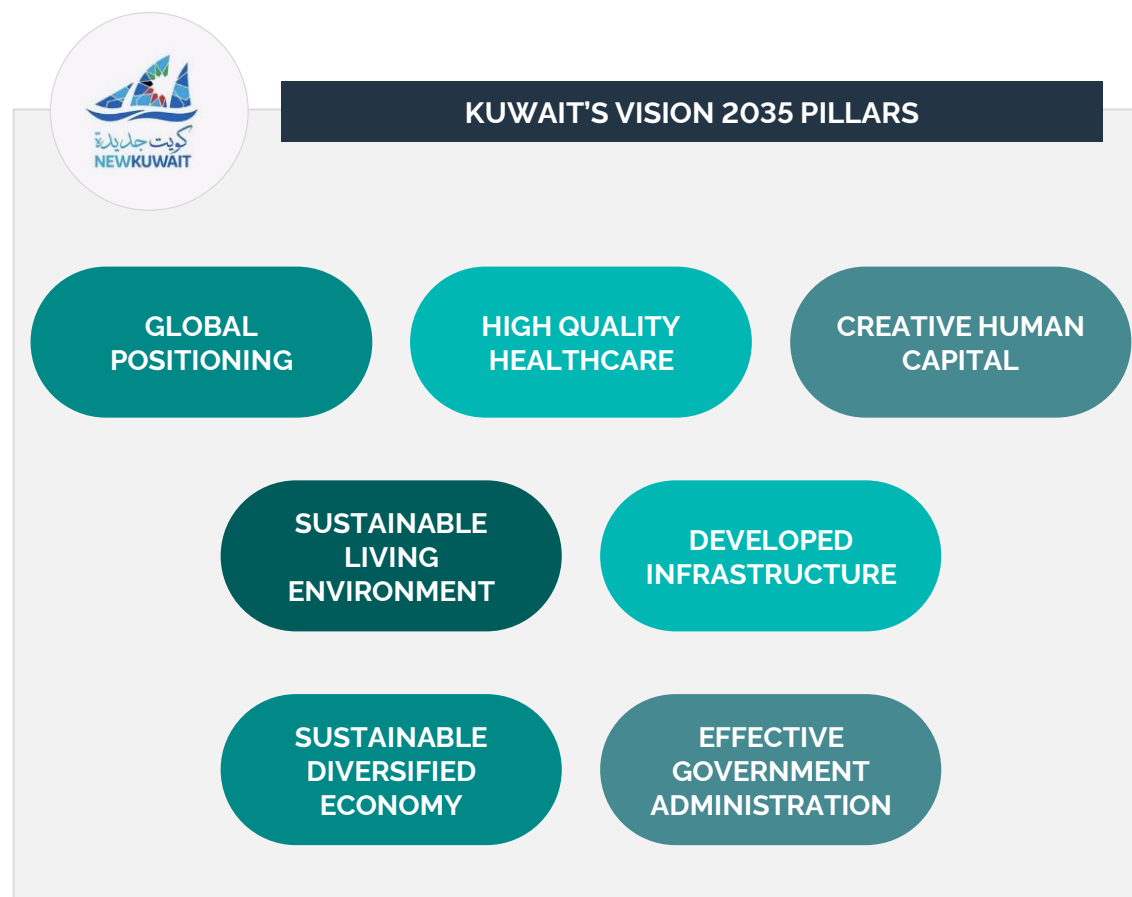 كويت جديدة
NEWKUWAIT
KUWAIT'S VISION 2035 PILLARS
GLOBAL
POSITIONING
HIGH QUALITY
HEALTHCARE
CREATIVE HUMAN
CAPITAL
SUSTAINABLE
LIVING
ENVIRONMENT
DEVELOPED
INFRASTRUCTURE
SUSTAINABLE
DIVERSIFIED
ECONOMY
EFFECTIVE
GOVERNMENT
ADMINISTRATION